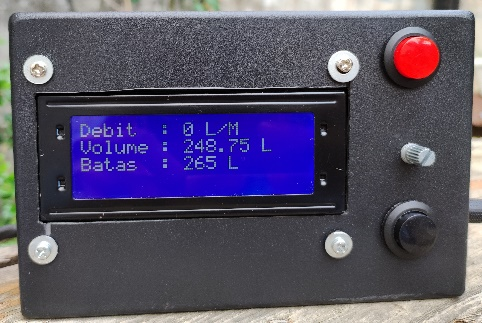 Debit : 0 L/M
Volume : 248.75 L
Batas : 265 L